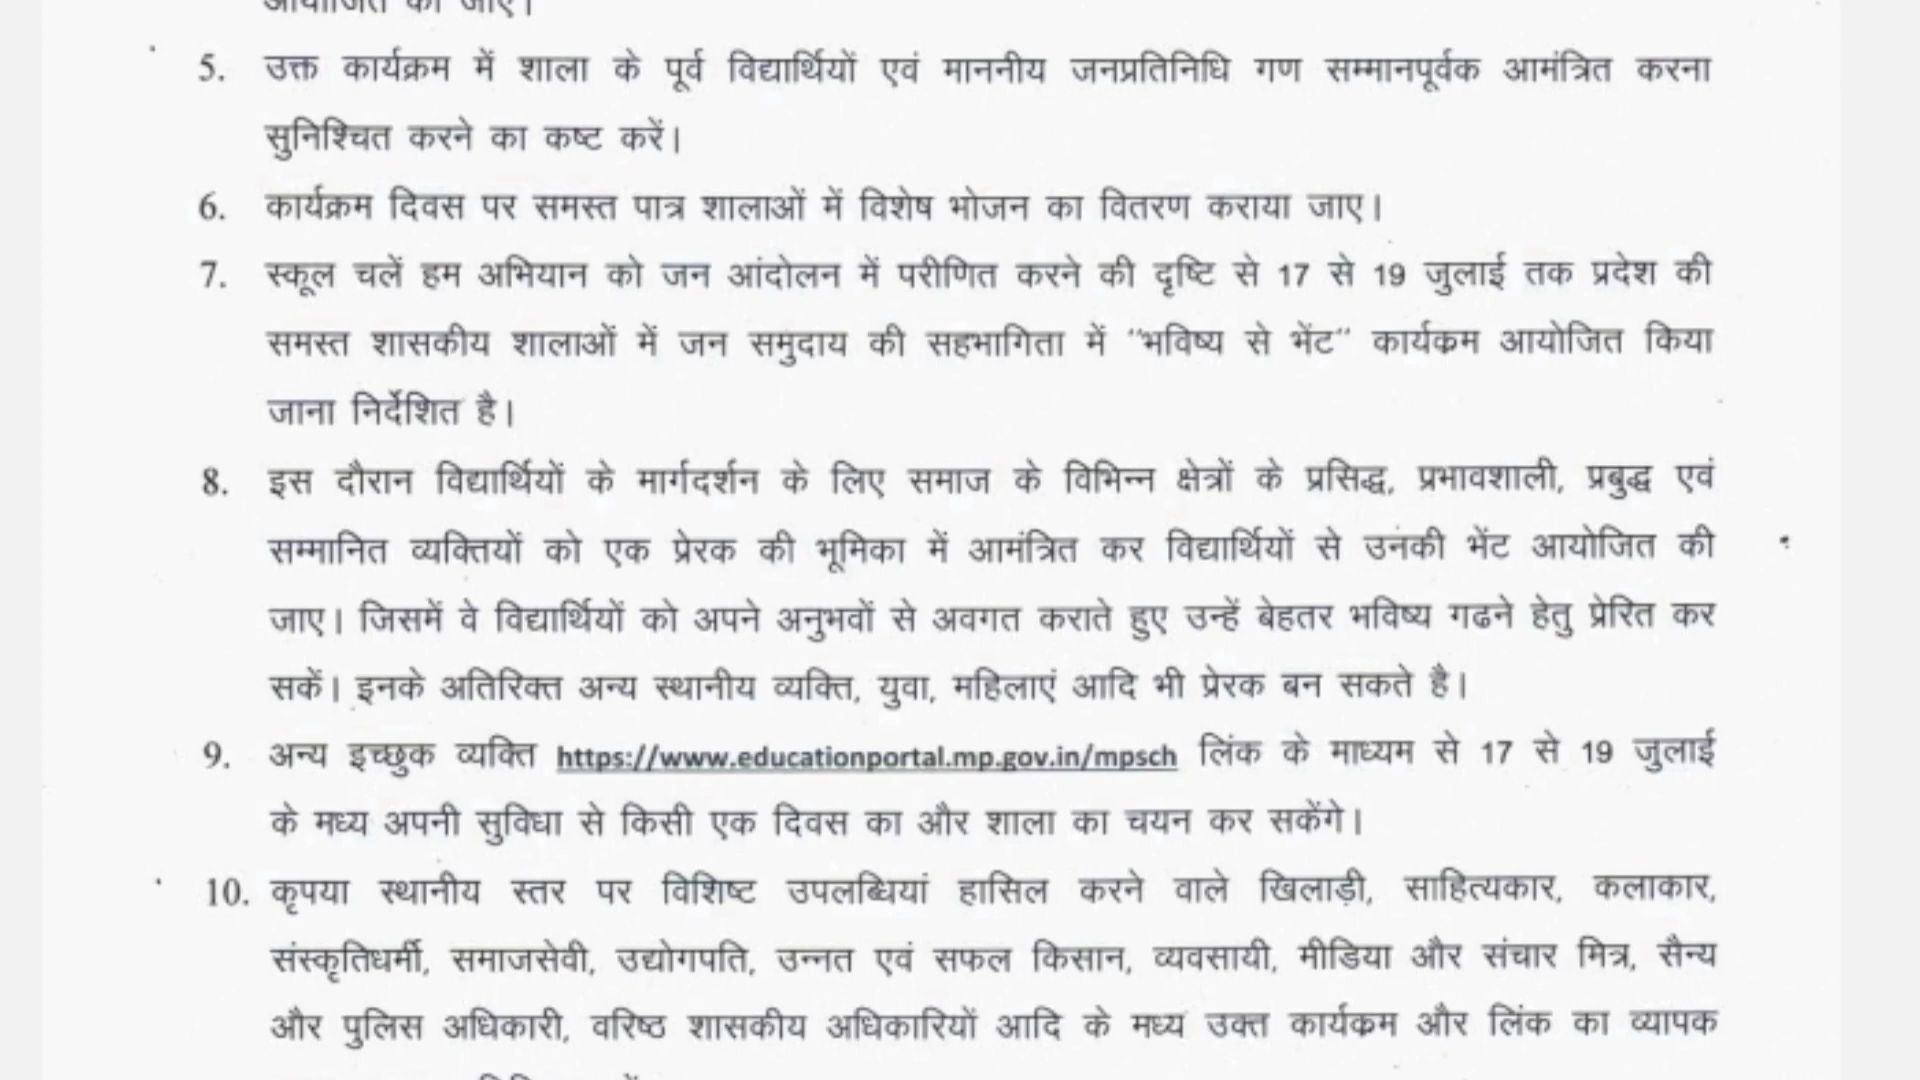 आयोजित की जाए।
5. उक्त कार्यक्रम में शाला के पूर्व विद्यार्थियों एवं माननीय जनप्रतिनिधि गण सम्मानपूर्वक आमंत्रित करना
सुनिश्चित करने का कष्ट करें।
6. कार्यक्रम दिवस पर समस्त पात्र शालाओं में विशेष भोजन का वितरण कराया जाए।
7. स्कूल चलें हम अभियान को जन आंदोलन में परीणित करने की दृष्टि से 17 से 19 जुलाई तक प्रदेश की
समस्त शासकीय शालाओं में जन समुदाय की सहभागिता में "भविष्य से भेंट" कार्यकम आयोजित किया
जाना निर्देशित है।
8. इस दौरान विद्यार्थियों के मार्गदर्शन के लिए समाज के विभिन्न क्षेत्रों के प्रसिद्ध, प्रभावशाली, प्रबुद्ध एवं
सम्मानित व्यक्तियों को एक प्रेरक की भूमिका में आमंत्रित कर विद्यार्थियों से उनकी भेंट आयोजित की
जाए। जिसमें वे विद्यार्थियों को अपने अनुभवों से अवगत कराते हुए उन्हें बेहतर भविष्य गढने हेतु प्रेरित कर
सकें। इनके अतिरिक्त अन्य स्थानीय व्यक्ति, युवा, महिलाएं आदि भी प्रेरक बन सकते है।
9. अन्य इच्छुक व्यक्ति https://www.educationportal.mp.gov.in/mpsch लिंक के माध्यम से 17 से 19 जुलाई
के मध्य अपनी सुविधा से किसी एक दिवस का और शाला का चयन कर सकेंगे।
10. कृपया स्थानीय स्तर पर विशिष्ट उपलब्धियां हासिल करने वाले खिलाड़ी, साहित्यकार, कलाकार,
संस्कृतिधर्मी, समाजसेवी, उद्योगपति, उन्नत एवं सफल किसान, व्यवसायी, मीडिया और संचार मित्र, सैन्य
और पुलिस अधिकारी, वरिष्ठ शासकीय अधिकारियों आदि के मध्य उक्त कार्यकम और लिंक का व्यापक